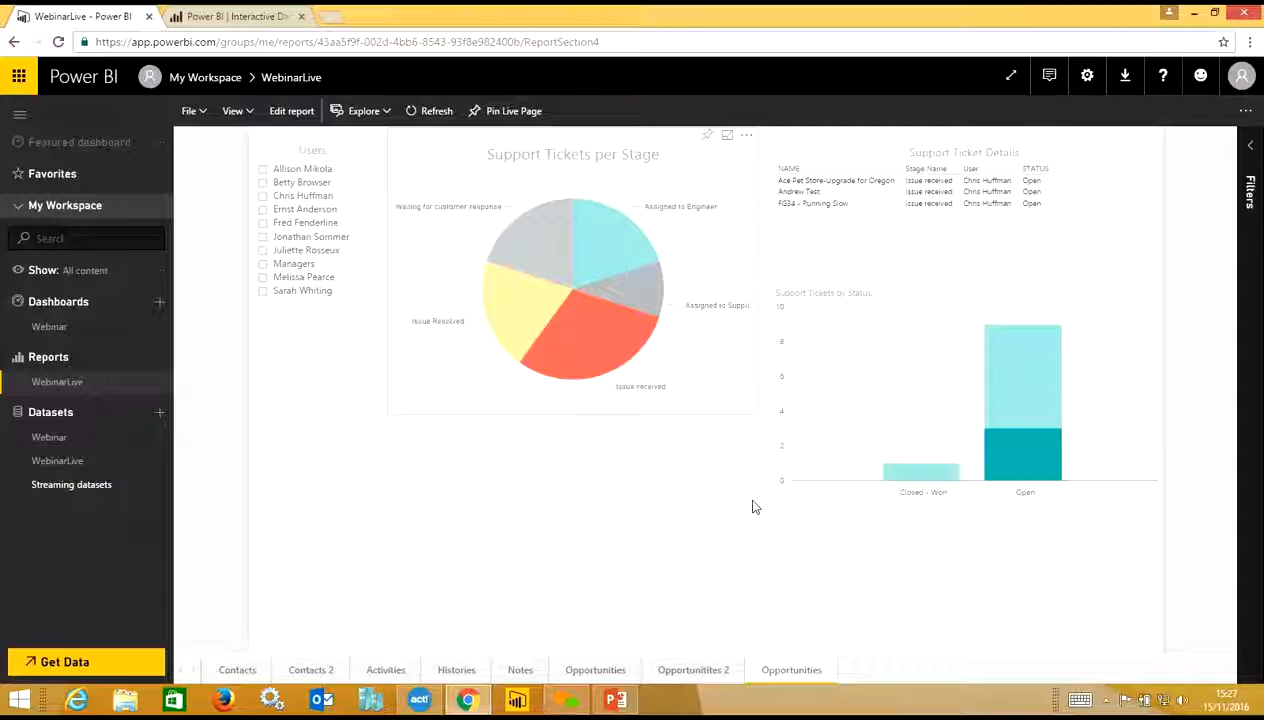 WebinarLive - Power BI
Power BI | Interactive Da
https://app.powerbi.com/groups/me/reports/43aa5f9f-002d-4bb6-8543-93f8e982400b/ReportSection4
Power BI
My Workspace > WebinarLive
File
View
Edit report
Explore
Refresh
Pin Live Page
Featured dashboard
Favorites
My Workspace
Search
Show: All content
Dashboards
Webinar
Reports
WebinarLive
Datasets
Webinar
WebinarLive
Streaming datasets
Get Data
Users
Allison Mikola
Betty Browser
Chris Huffman
Ernst Anderson
Fred Fenderline
Jonathan Sommer
Juliette Rosseux
Managers
Melissa Pearce
Sarah Whiting
Support Tickets per Stage
Waiting for customer response
Assigned to Engineer
Assigned to Suppo...
Issue Resolved
Issue received
Support Ticket Details
NAME Stage Name User STATUS
Ace Pet Store-Upgrade for Oregon Issue received Chris Huffman Open
Andrew Test Issue received Chris Huffman Open
FG34 - Running Slow Issue received Chris Huffman Open
Support Tickets by Status
10
8
6
4
2
0
Closed - Won
Open
Filters
Contacts
Contacts 2
Activities
Histories
Notes
Opportunities
Opportunitites 2
Opportunities
act!
15:27
15/11/2016